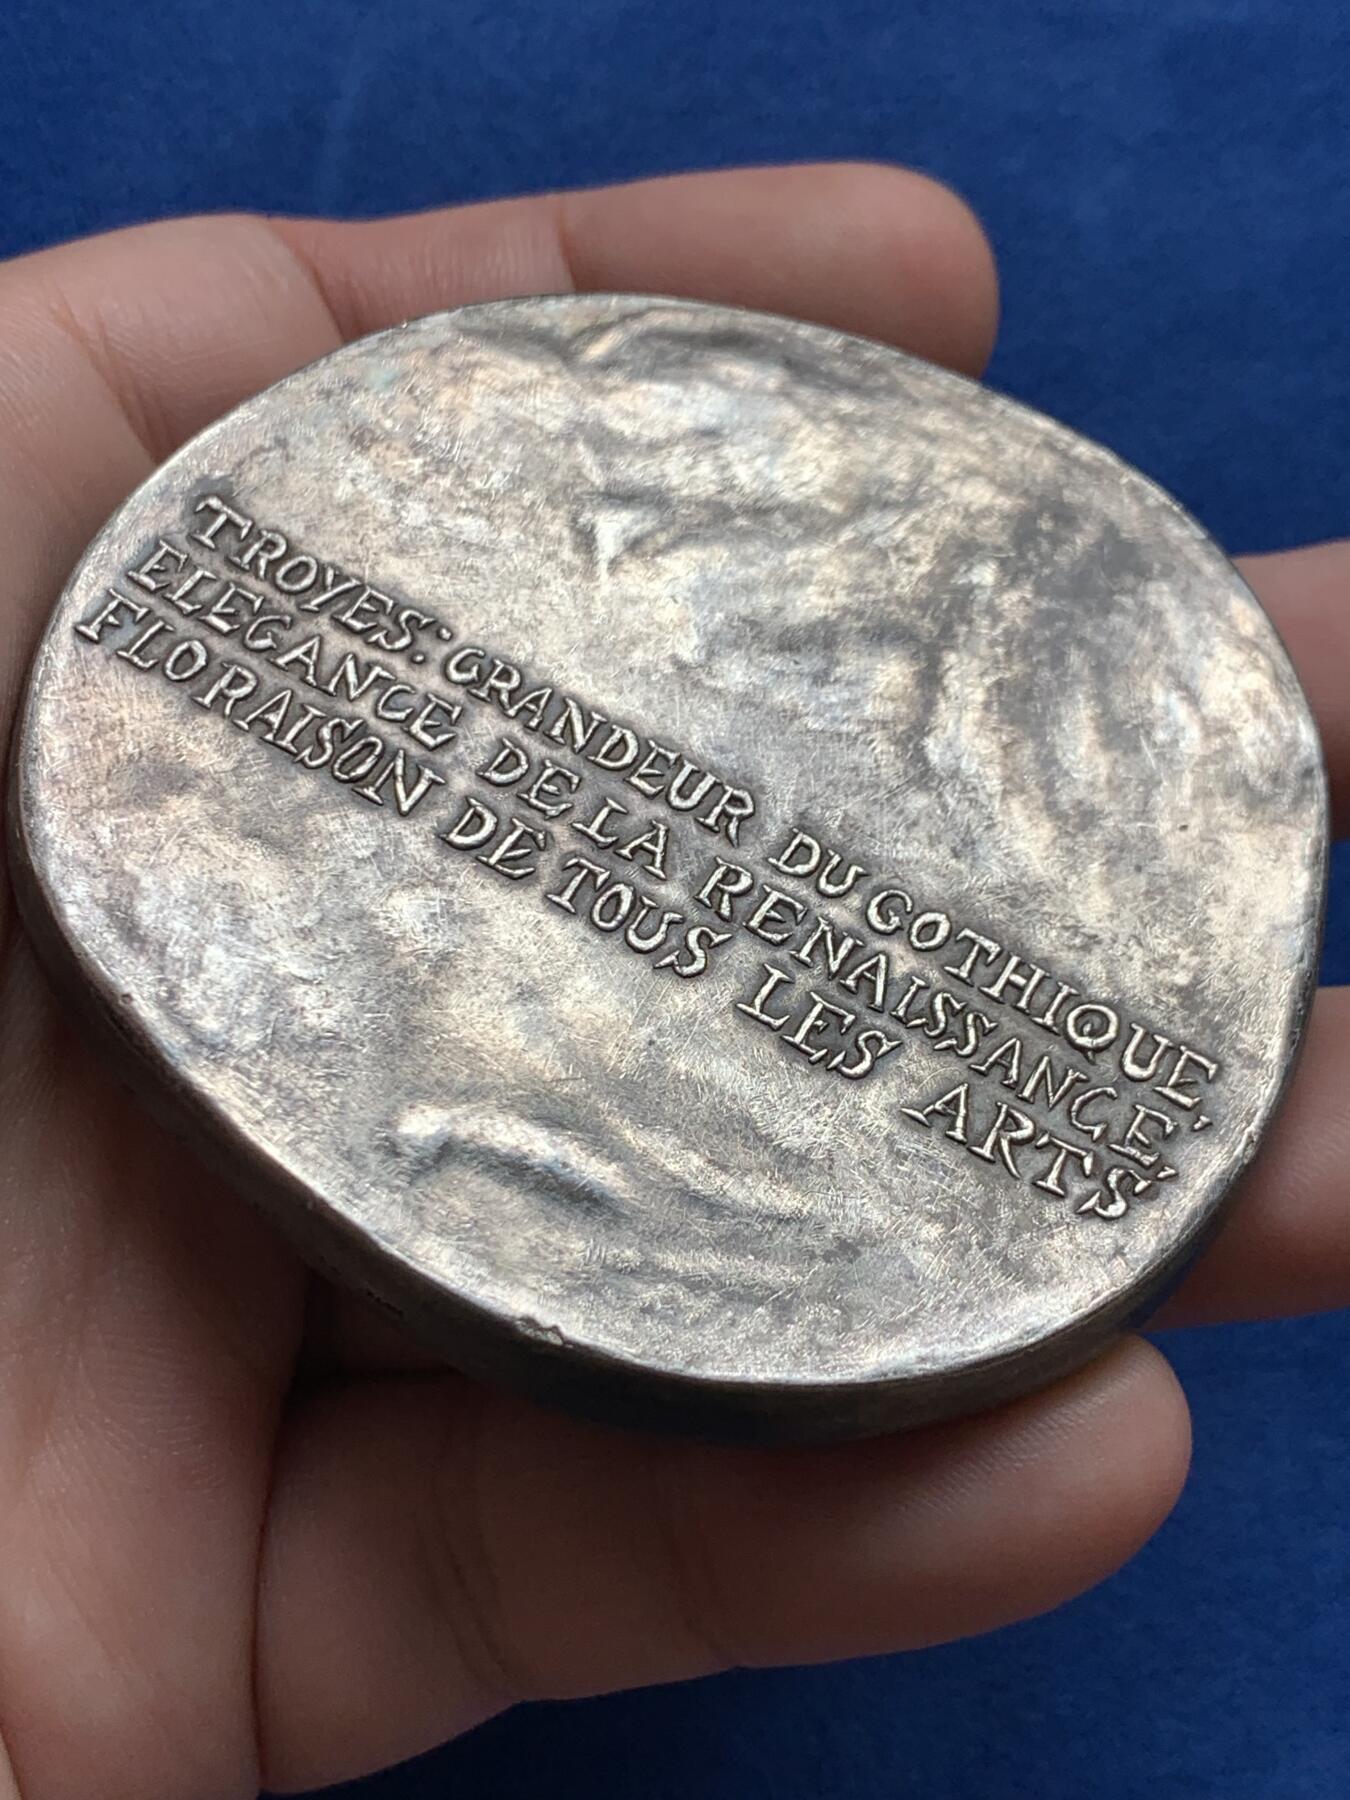 TROYES: GRANDEUR DU GOTHIQUE,
ELEGANCE DE LA RENAISSANCE,
FLORAISON DE TOUS LES ARTS